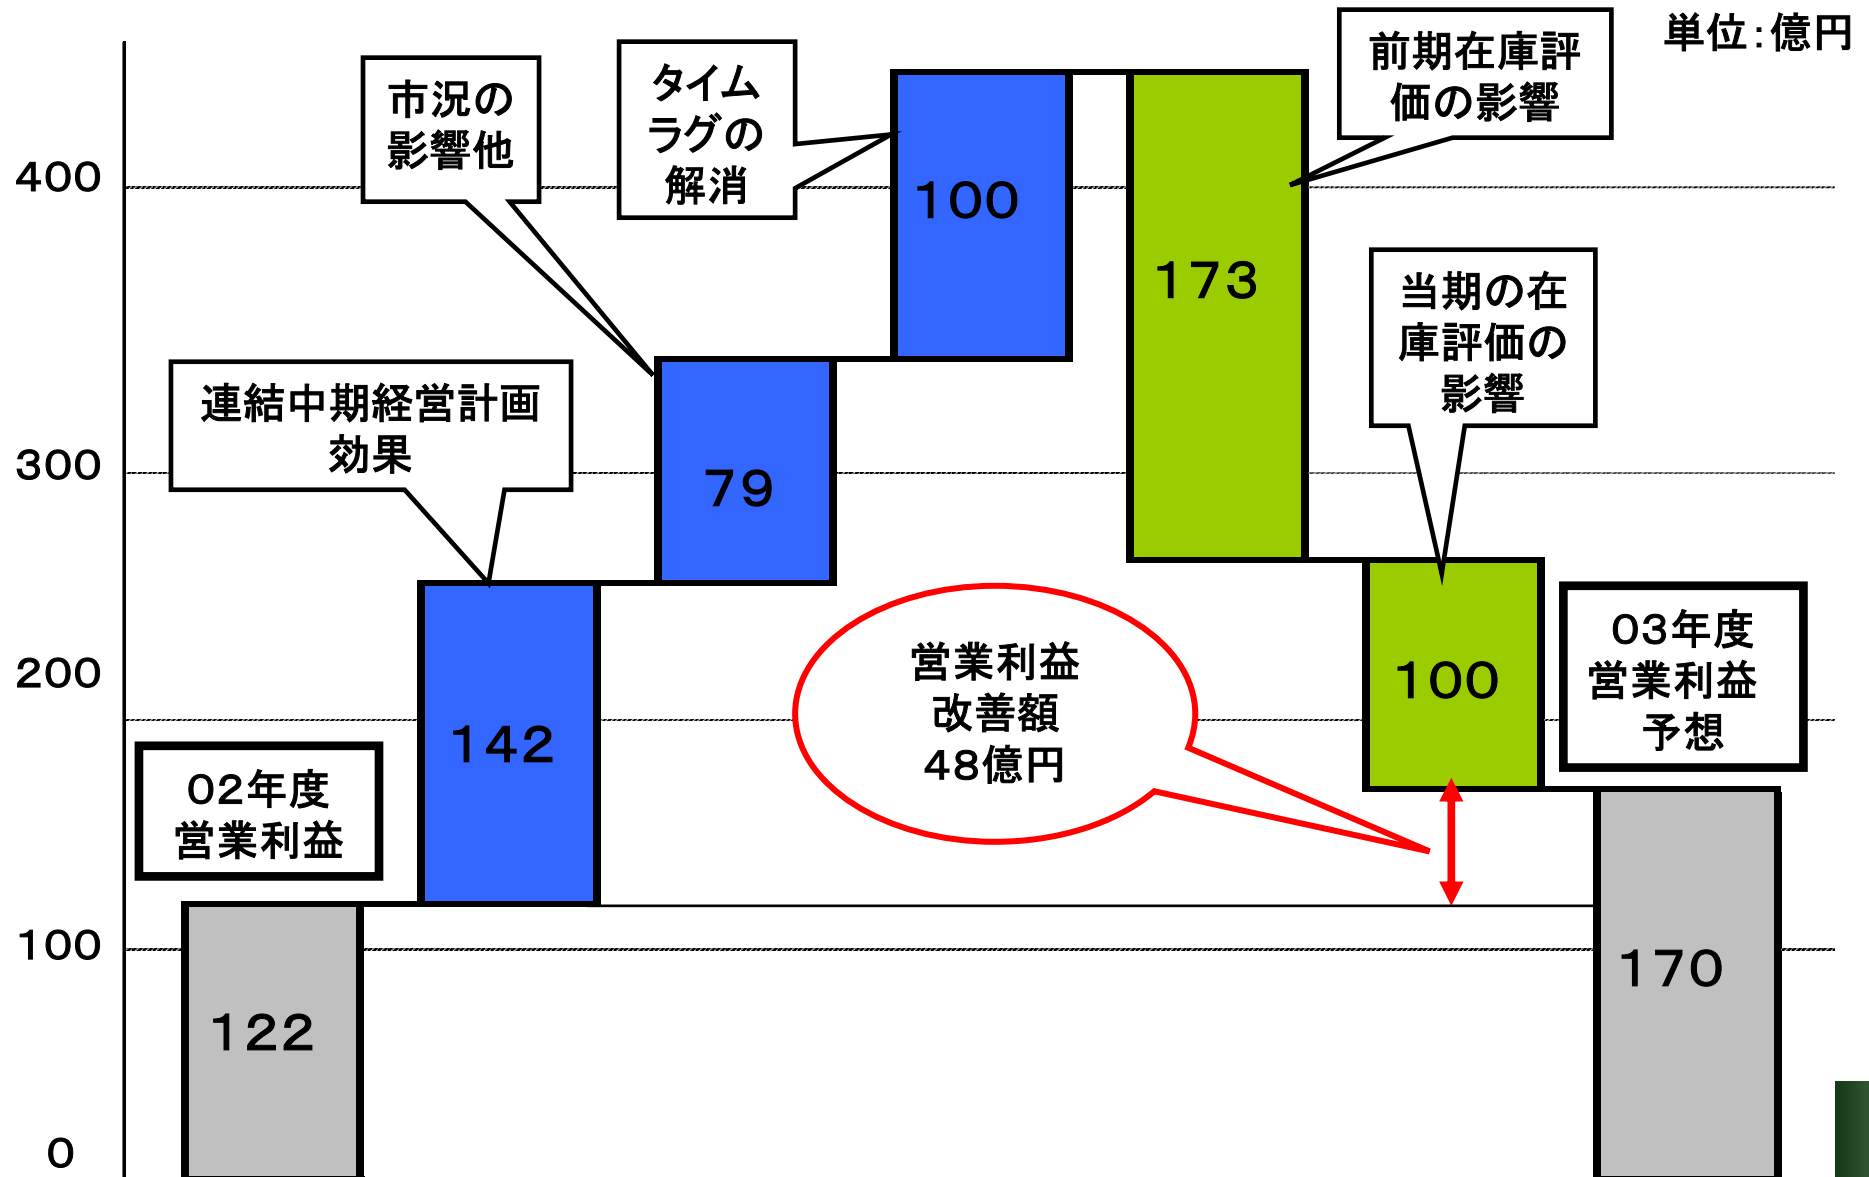 単位：億円
前期在庫評
価の影響
タイム
ラグの
解消
市況の
影響他
400
100
173
当期の在
庫評価の
影響
連結中期経営計画
効果
300
79
営業利益
改善額
48億円
03年度
営業利益
予想
200
100
142
02年度
営業利益
100
170
122
0